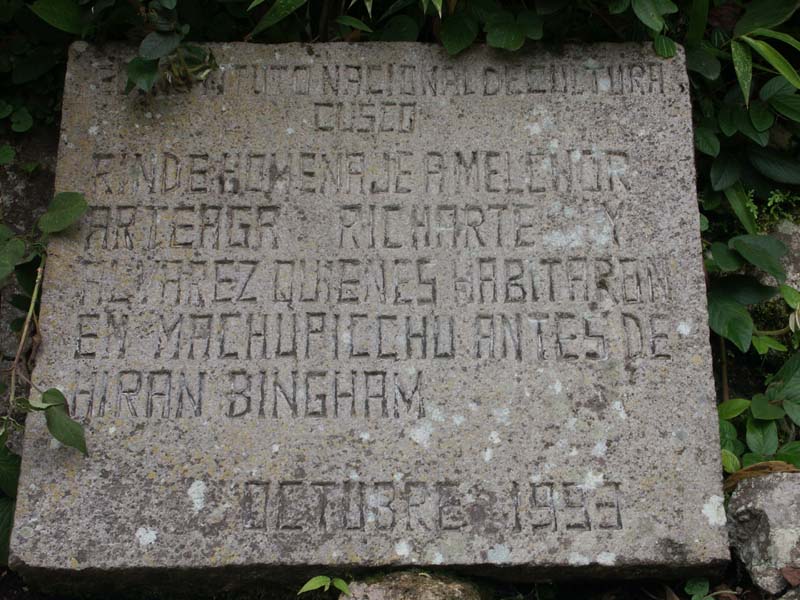 EL INSTITUTO NACIONAL DE CULTURA
CUSCO
RINDE HOMENAJE A MELCHOR
ARTEAGA RICHARTE Y
ALVAREZ QUIENES HABITARON
EN MACHUPICCHU ANTES DE
HIRAN BINGHAM
OCTUBRE 1993